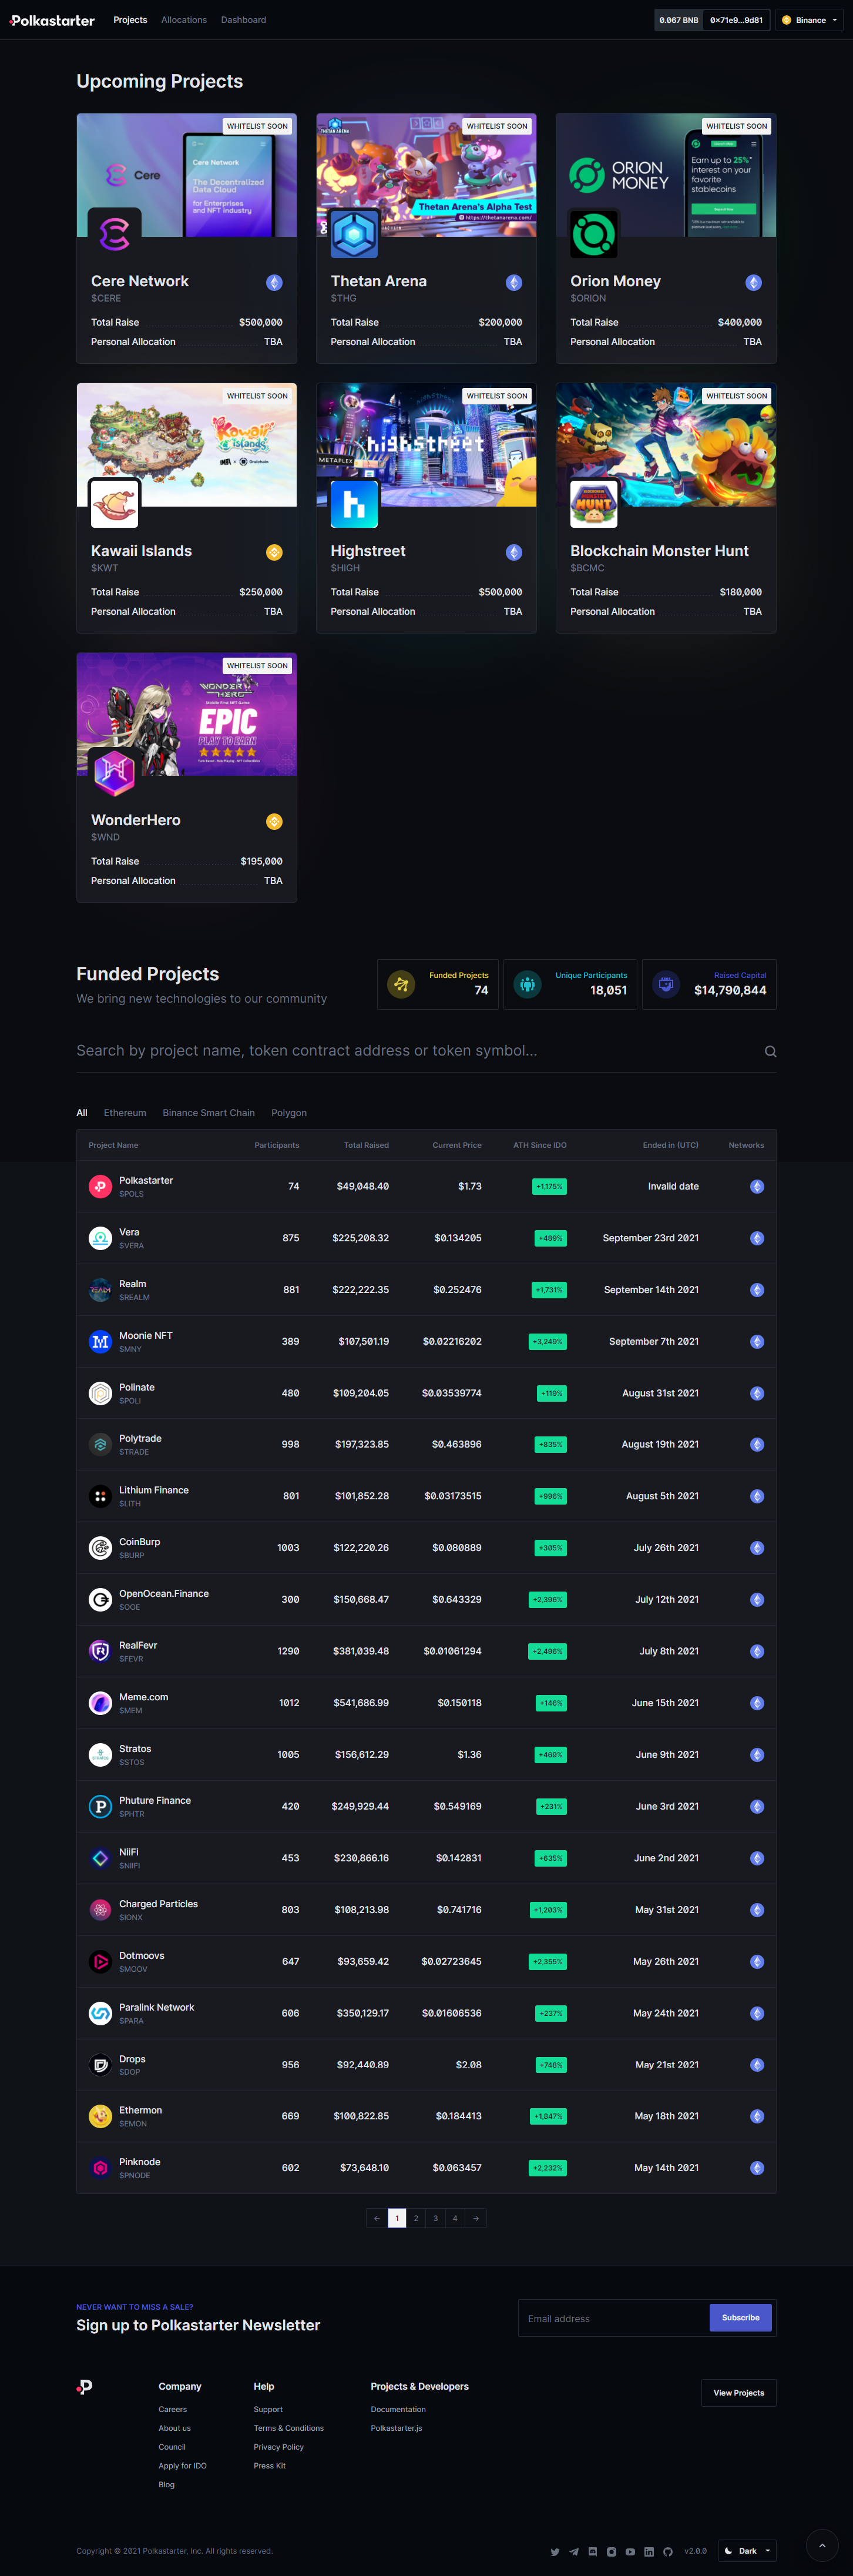 Polkastarter Projects Allocations Dashboard 0.067 BNB 0x71e9...9d81 Binance
Upcoming Projects
WHITELIST SOON
Cere
Cere Network
The Decentralized
Data Cloud
for Enterprises
and NFT industry
Cere Network
$CERE
Total Raise $500,000
Personal Allocation TBA
WHITELIST SOON
THETAN ARENA
Thetan Arena's Alpha Test
https://thetanarena.com/
Thetan Arena
$THG
Total Raise $200,000
Personal Allocation TBA
WHITELIST SOON
ORION
MONEY
Earn up to 25%*
interest on your
favorite
stablecoins
Orion Money
$ORION
Total Raise $400,000
Personal Allocation TBA
WHITELIST SOON
Kawaii
Islands
Kawaii Islands
$KWT
Total Raise $250,000
Personal Allocation TBA
WHITELIST SOON
highstreet
METAPLEX
h
Highstreet
$HIGH
Total Raise $500,000
Personal Allocation TBA
WHITELIST SOON
HUNT
Blockchain Monster Hunt
$BCMC
Total Raise $180,000
Personal Allocation TBA
WHITELIST SOON
WONDER
HERO
Mobile First NFT Game
EPIC
PLAY TO EARN
WonderHero
$WND
Total Raise $195,000
Personal Allocation TBA
Funded Projects
We bring new technologies to our community
Funded Projects
74
Unique Participants
18,051
Raised Capital
$14,790,844
Search by project name, token contract address or token symbol...
All Ethereum Binance Smart Chain Polygon
Project Name Participants Total Raised Current Price ATH Since IDO Ended in (UTC) Networks
Polkastarter
$POLS
74 $49,048.40 $1.73 +1,175% Invalid date
Vera
$VERA
875 $225,208.32 $0.134205 +489% September 23rd 2021
Realm
$REALM
881 $222,222.35 $0.252476 +1,731% September 14th 2021
Moonie NFT
$MNY
389 $107,501.19 $0.02216202 +3,249% September 7th 2021
Polinate
$POLI
480 $109,204.05 $0.03539774 +119% August 31st 2021
Polytrade
$TRADE
998 $197,323.85 $0.463896 +835% August 19th 2021
Lithium Finance
$LITH
801 $101,852.28 $0.03173515 +996% August 5th 2021
CoinBurp
$BURP
1003 $122,220.26 $0.080889 +305% July 26th 2021
OpenOcean.Finance
$OOE
300 $150,668.47 $0.643329 +2,396% July 12th 2021
RealFevr
$FEVR
1290 $381,039.48 $0.01061294 +2,496% July 8th 2021
Meme.com
$MEM
1012 $541,686.99 $0.150118 +146% June 15th 2021
Stratos
$STOS
1005 $156,612.29 $1.36 +469% June 9th 2021
Phuture Finance
$PHTR
420 $249,929.44 $0.549169 +231% June 3rd 2021
NiiFi
$NIIFI
453 $230,866.16 $0.142831 +635% June 2nd 2021
Charged Particles
$IONX
803 $108,213.98 $0.741716 +1,203% May 31st 2021
Dotmoovs
$MOOV
647 $93,659.42 $0.02723645 +2,355% May 26th 2021
Paralink Network
$PARA
606 $350,129.17 $0.01606536 +237% May 24th 2021
Drops
$DOP
956 $92,440.89 $2.08 +748% May 21st 2021
Ethermon
$EMON
669 $100,822.85 $0.184413 +1,847% May 18th 2021
Pinknode
$PNODE
602 $73,648.10 $0.063457 +2,232% May 14th 2021
← 1 2 3 4 →
NEVER WANT TO MISS A SALE?
Sign up to Polkastarter Newsletter
Email address Subscribe
Company
Careers
About us
Council
Apply for IDO
Blog
Help
Support
Terms & Conditions
Privacy Policy
Press Kit
Projects & Developers
Documentation
Polkastarter.js
View Projects
Copyright © 2021 Polkastarter, Inc. All rights reserved. v2.0.0 Dark